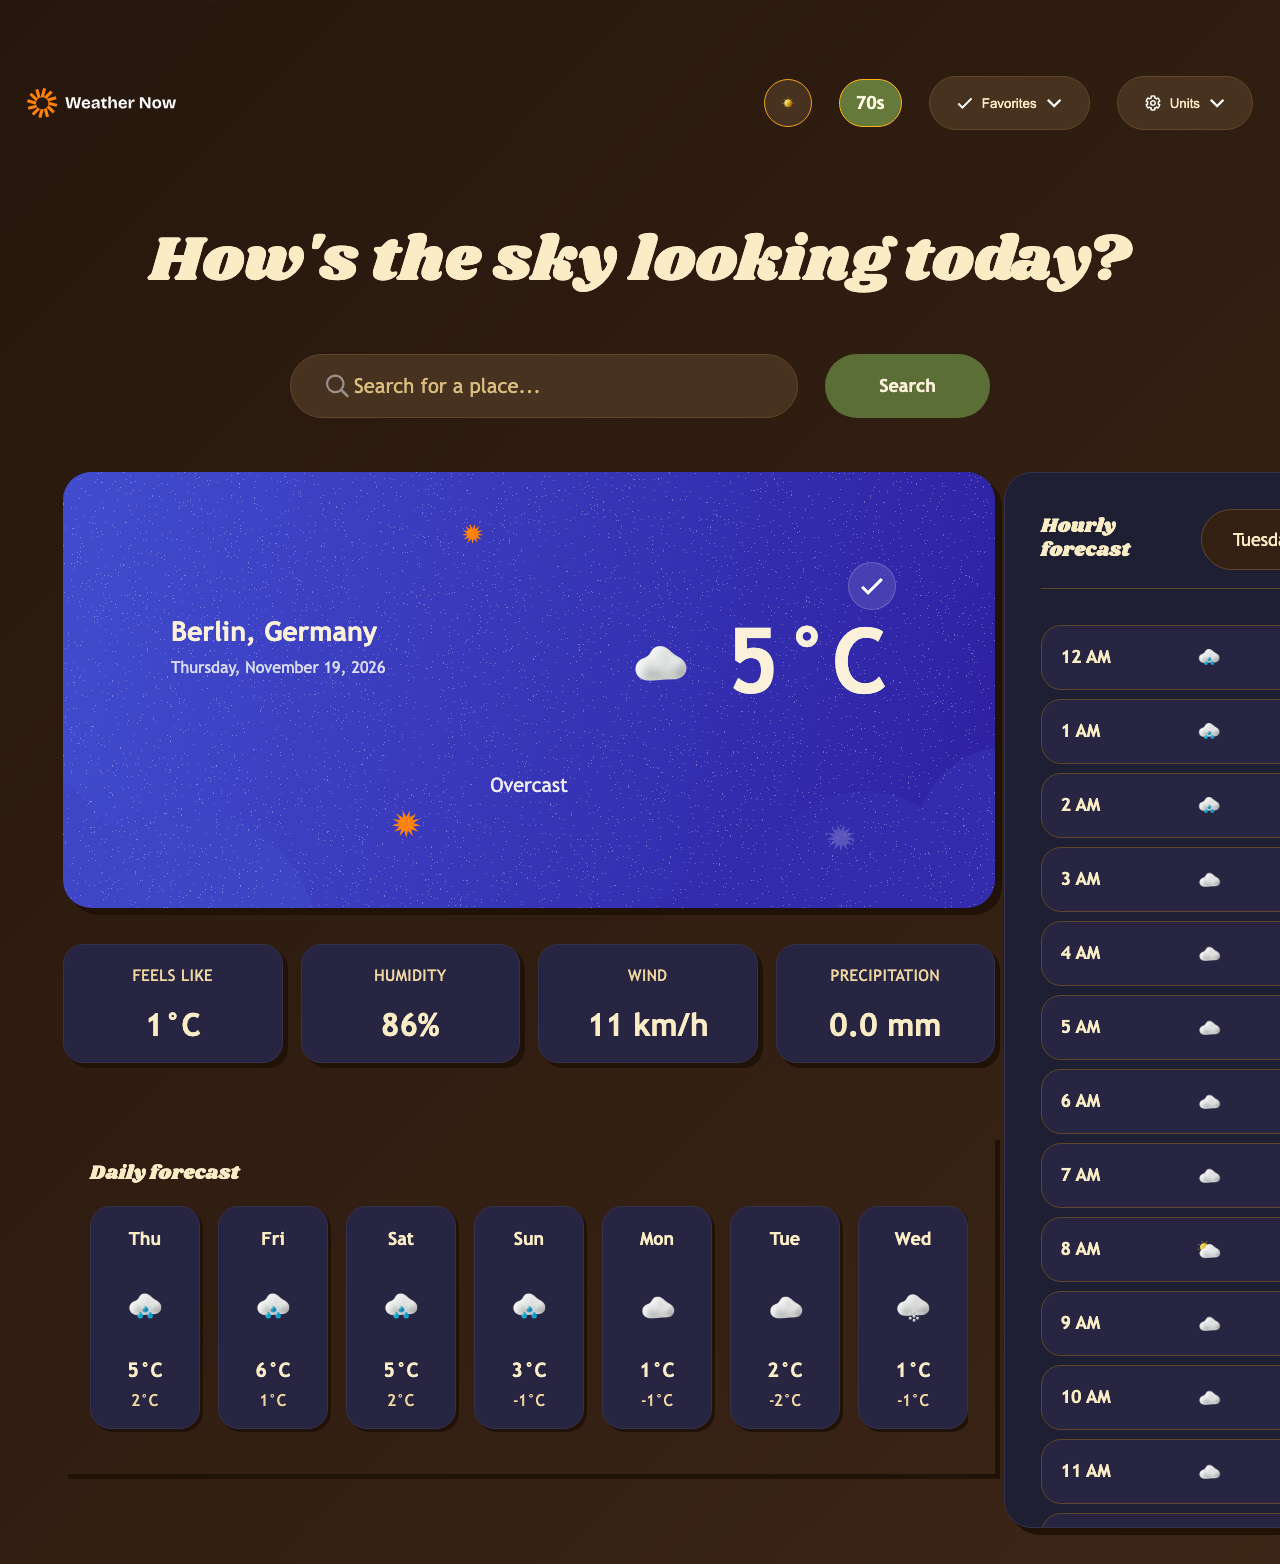 Weather Now
70s
Favorites
Units
How's the sky looking today?
Search for a place...
Search
Berlin, Germany
Thursday, November 19, 2026
5°C
Overcast
FEELS LIKE
1°C
HUMIDITY
86%
WIND
11 km/h
PRECIPITATION
0.0 mm
Daily forecast
Thu
5°C
2°C
Fri
6°C
1°C
Sat
5°C
2°C
Sun
3°C
-1°C
Mon
1°C
-1°C
Tue
2°C
-2°C
Wed
1°C
-1°C
Hourly
forecast
Tuesda
12 AM
1 AM
2 AM
3 AM
4 AM
5 AM
6 AM
7 AM
8 AM
9 AM
10 AM
11 AM